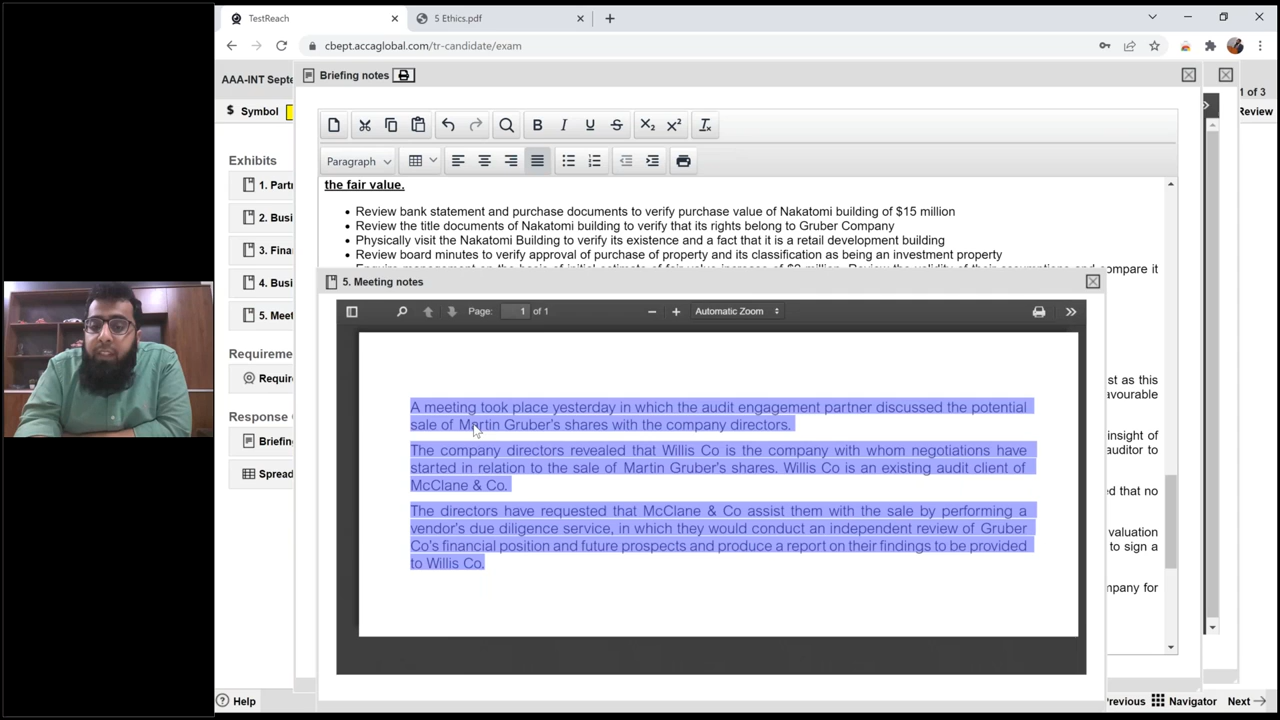 TestReach
5 Ethics.pdf
cbept.accaglobal.com/tr-candidate/exam
AAA-INT Septe
Briefing notes
1 of 3
$ Symbol
Review
Paragraph
Exhibits
1. Partn
2. Busi
3. Fina
4. Busi
5. Meet
Requireme
Require
Response
Briefin
Spread
the fair value.
Review bank statement and purchase documents to verify purchase value of Nakatomi building of $15 million
Review the title documents of Nakatomi building to verify that its rights belong to Gruber Company
Physically visit the Nakatomi Building to verify its existence and a fact that it is a retail development building
Review board minutes to verify approval of purchase of property and its classification as being an investment property
ompare it
5. Meeting notes
Page: 1 of 1
Automatic Zoom
A meeting took place yesterday in which the audit engagement partner discussed the potential
sale of Martin Gruber's shares with the company directors.
The company directors revealed that Willis Co is the company with whom negotiations have
started in relation to the sale of Martin Gruber's shares. Willis Co is an existing audit client of
McClane & Co.
The directors have requested that McClane & Co assist them with the sale by performing a
vendor's due diligence service, in which they would conduct an independent review of Gruber
Co's financial position and future prospects and produce a report on their findings to be provided
to Willis Co.
st as this
avourable
insight of
auditor to
ed that no
valuation
to sign a
mpany for
Help
revious
Navigator
Next